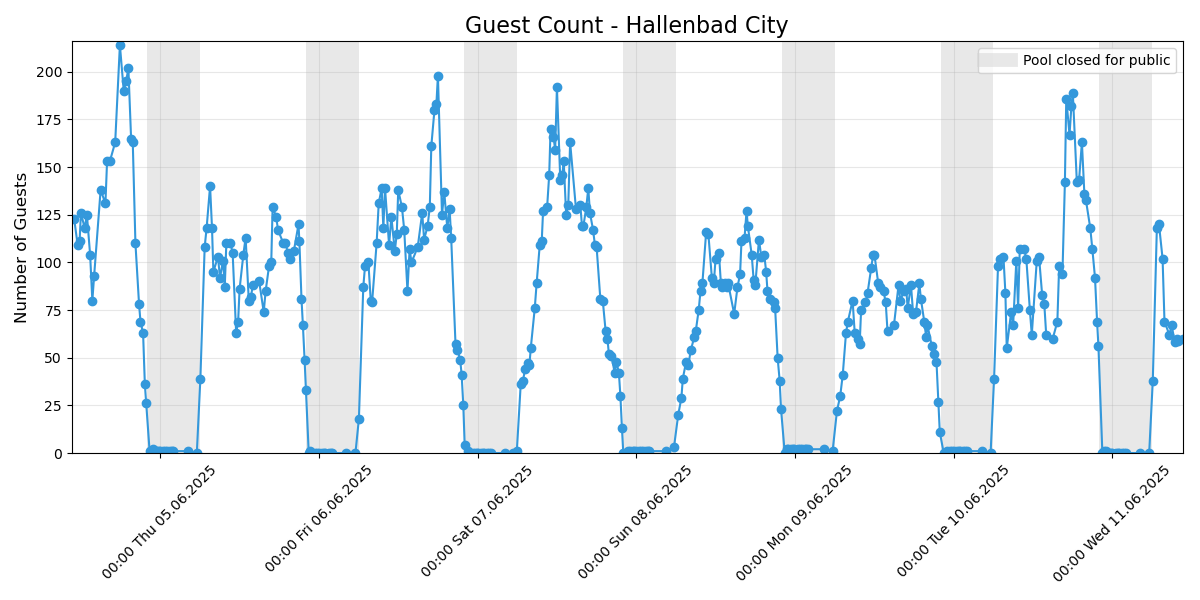 Guest Count - Hallenbad City
Pool closed for public
Number of Guests
200
175
150
125
100
75
50
25
0
00:00 Thu 05.06.2025
00:00 Fri 06.06.2025
00:00 Sat 07.06.2025
00:00 Sun 08.06.2025
00:00 Mon 09.06.2025
00:00 Tue 10.06.2025
00:00 Wed 11.06.2025